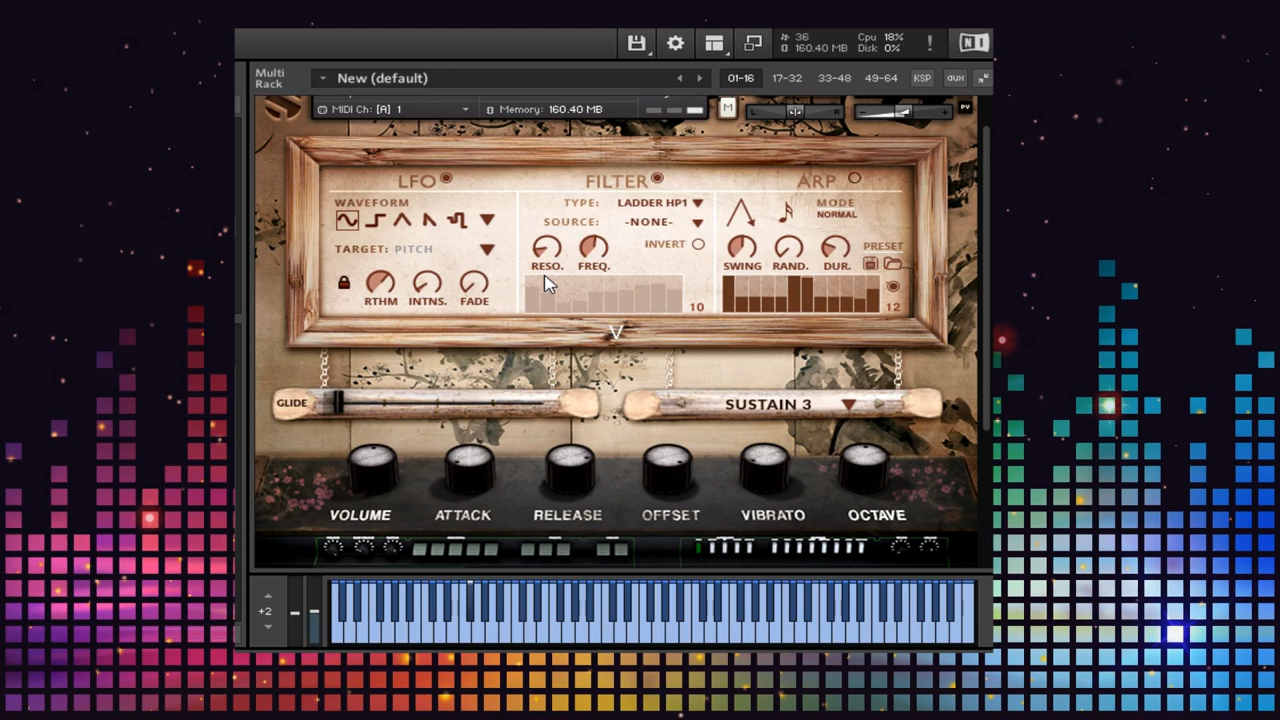 36
160.40 MB
Cpu 18%
Disk 0%
!
NI
Multi
Rack
New (default)
01-16 17-32 33-48 49-64 KSP aux
MIDI Ch: [A] 1
Memory: 160.40 MB
M
L R
- +
PV
LFO FILTER ARP
WAVEFORM
TARGET: PITCH
RTHM INTNS. FADE
TYPE: LADDER HP1
SOURCE: -NONE-
INVERT
RESO. FREQ.
10
MODE
NORMAL
PRESET
SWING RAND. DUR.
12
V
GLIDE
SUSTAIN 3
VOLUME ATTACK RELEASE OFFSET VIBRATO OCTAVE
+2